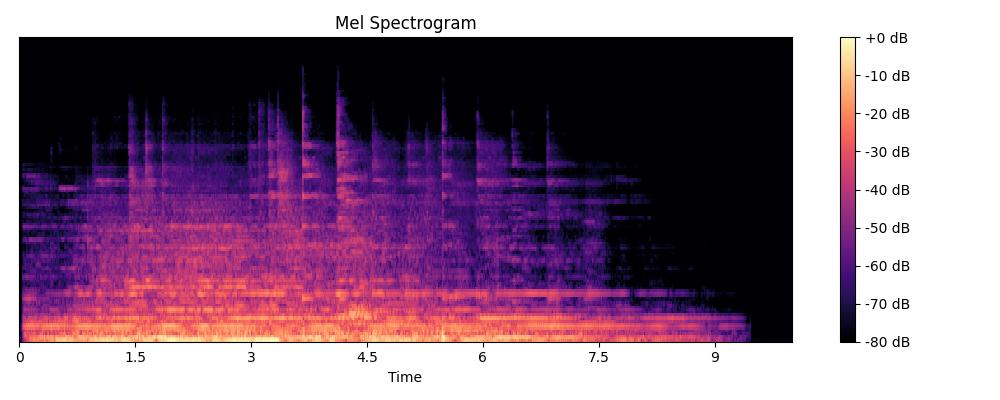 Mel Spectrogram
+0 dB
-10 dB
-20 dB
-30 dB
-40 dB
-50 dB
-60 dB
-70 dB
-80 dB
0 1.5 3 4.5 6 7.5 9
Time